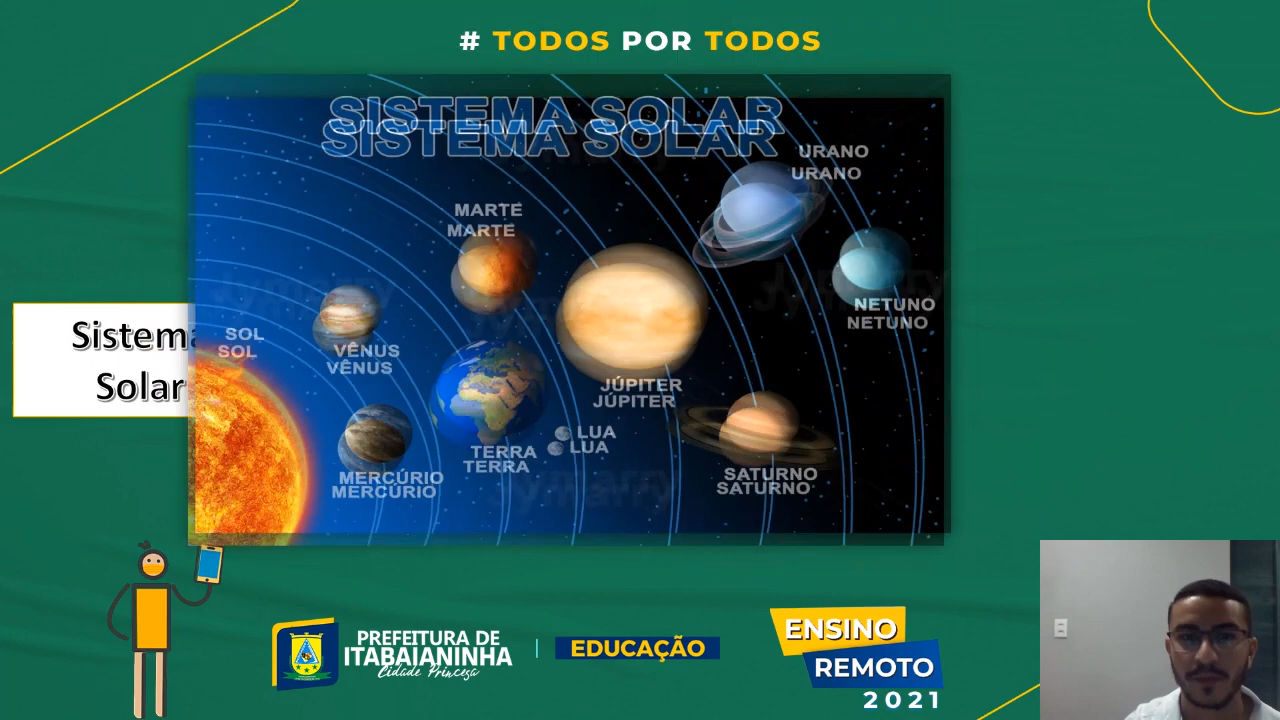 # TODOS POR TODOS
SISTEMA SOLAR
SISTEMA SOLAR
URANO
URANO
MARTE
MARTE
NETUNO
NETUNO
Sistema
Solar
SOL
SOL
VÊNUS
VÊNUS
JÚPITER
JÚPITER
LUA
LUA
TERRA
TERRA
MERCÚRIO
MERCÚRIO
SATURNO
SATURNO
PREFEITURA DE
ITABAIANINHA
Cidade Princesa
EDUCAÇÃO
ENSINO
REMOTO
2021